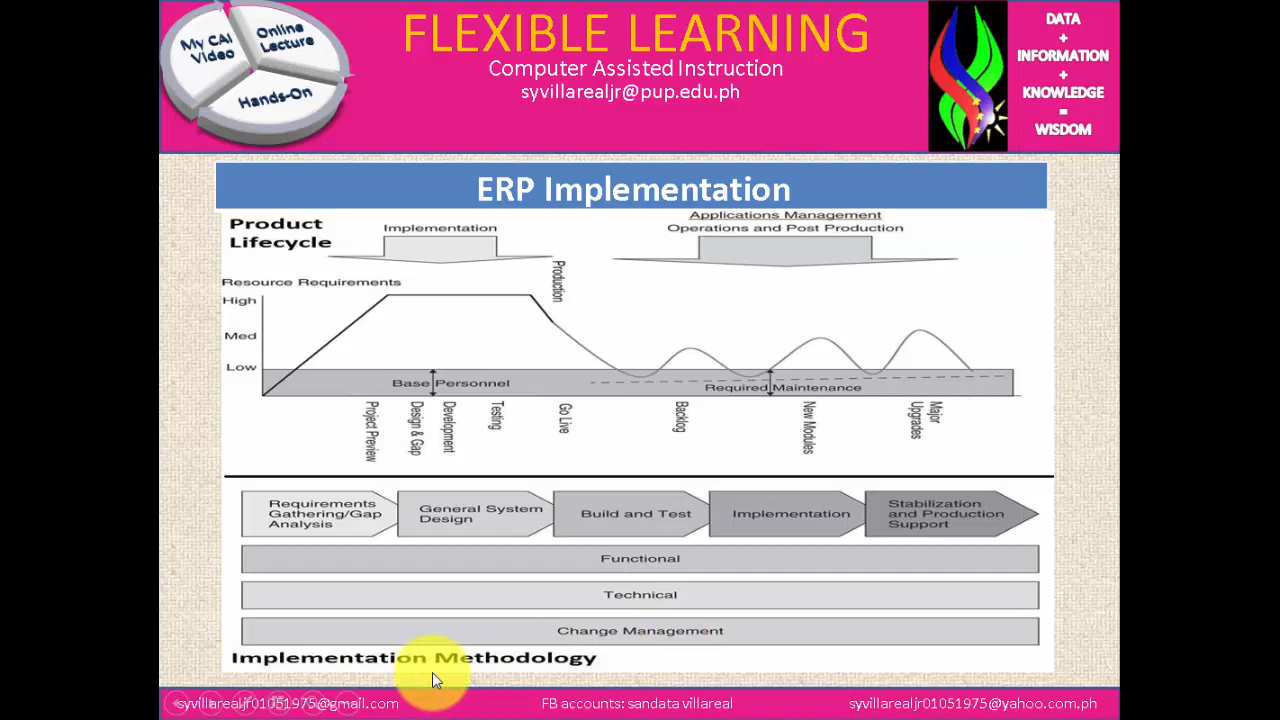 My CAI
Video
Online
Lecture
Hands-On
FLEXIBLE LEARNING
Computer Assisted Instruction
syvillarealjr@pup.edu.ph
DATA
+
INFORMATION
+
KNOWLEDGE
=
WISDOM
ERP Implementation
Product
Lifecycle
Implementation
Applications Management
Operations and Post Production
Resource Requirements
Production
High
Med
Low
Base Personnel
Required Maintenance
Project Preview
Design & Gap
Development
Testing
Go Live
Backlog
New Modules
Major
Upgrades
Requirements
Gathering/Gap
Analysis
General System
Design
Build and Test
Implementation
Stabilization
and Production
Support
Functional
Technical
Change Management
Implementation Methodology
syvillarealjr01051975@gmail.com
FB accounts: sandata villareal
syvillarealjr01051975@yahoo.com.ph